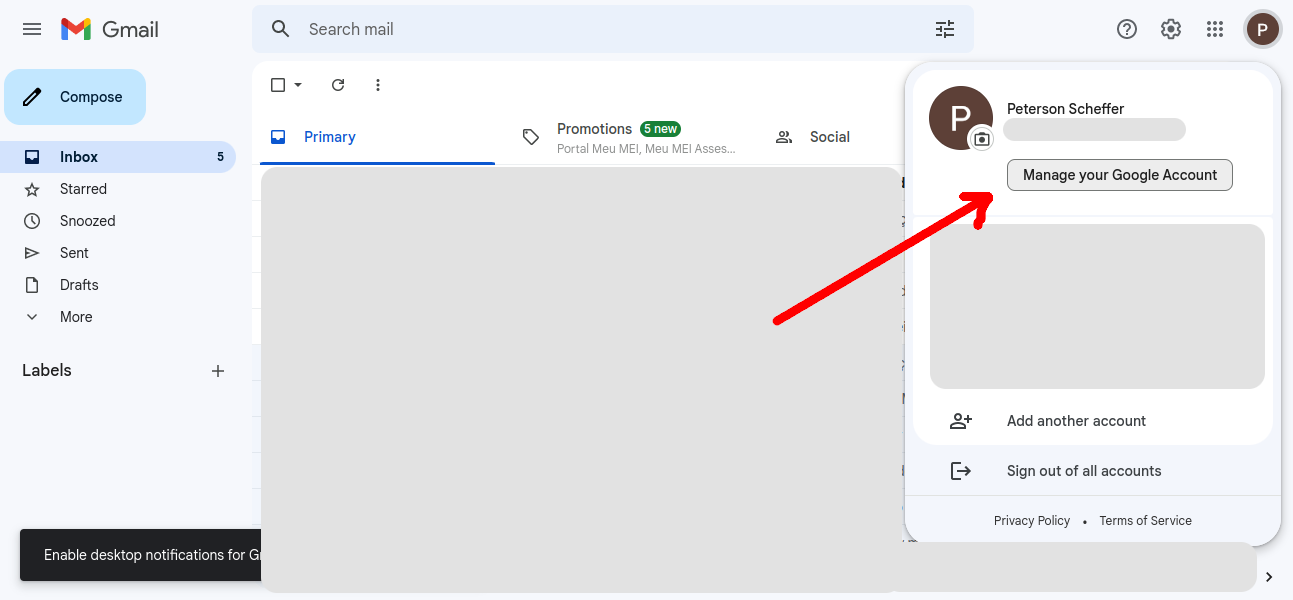 Gmail
Search mail
P
Compose
Inbox 5
Starred
Snoozed
Sent
Drafts
More
Labels
Primary
Promotions 5 new
Portal Meu MEI, Meu MEI Asses...
Social
P
Peterson Scheffer
Manage your Google Account
Add another account
Sign out of all accounts
Privacy Policy • Terms of Service
Enable desktop notifications for